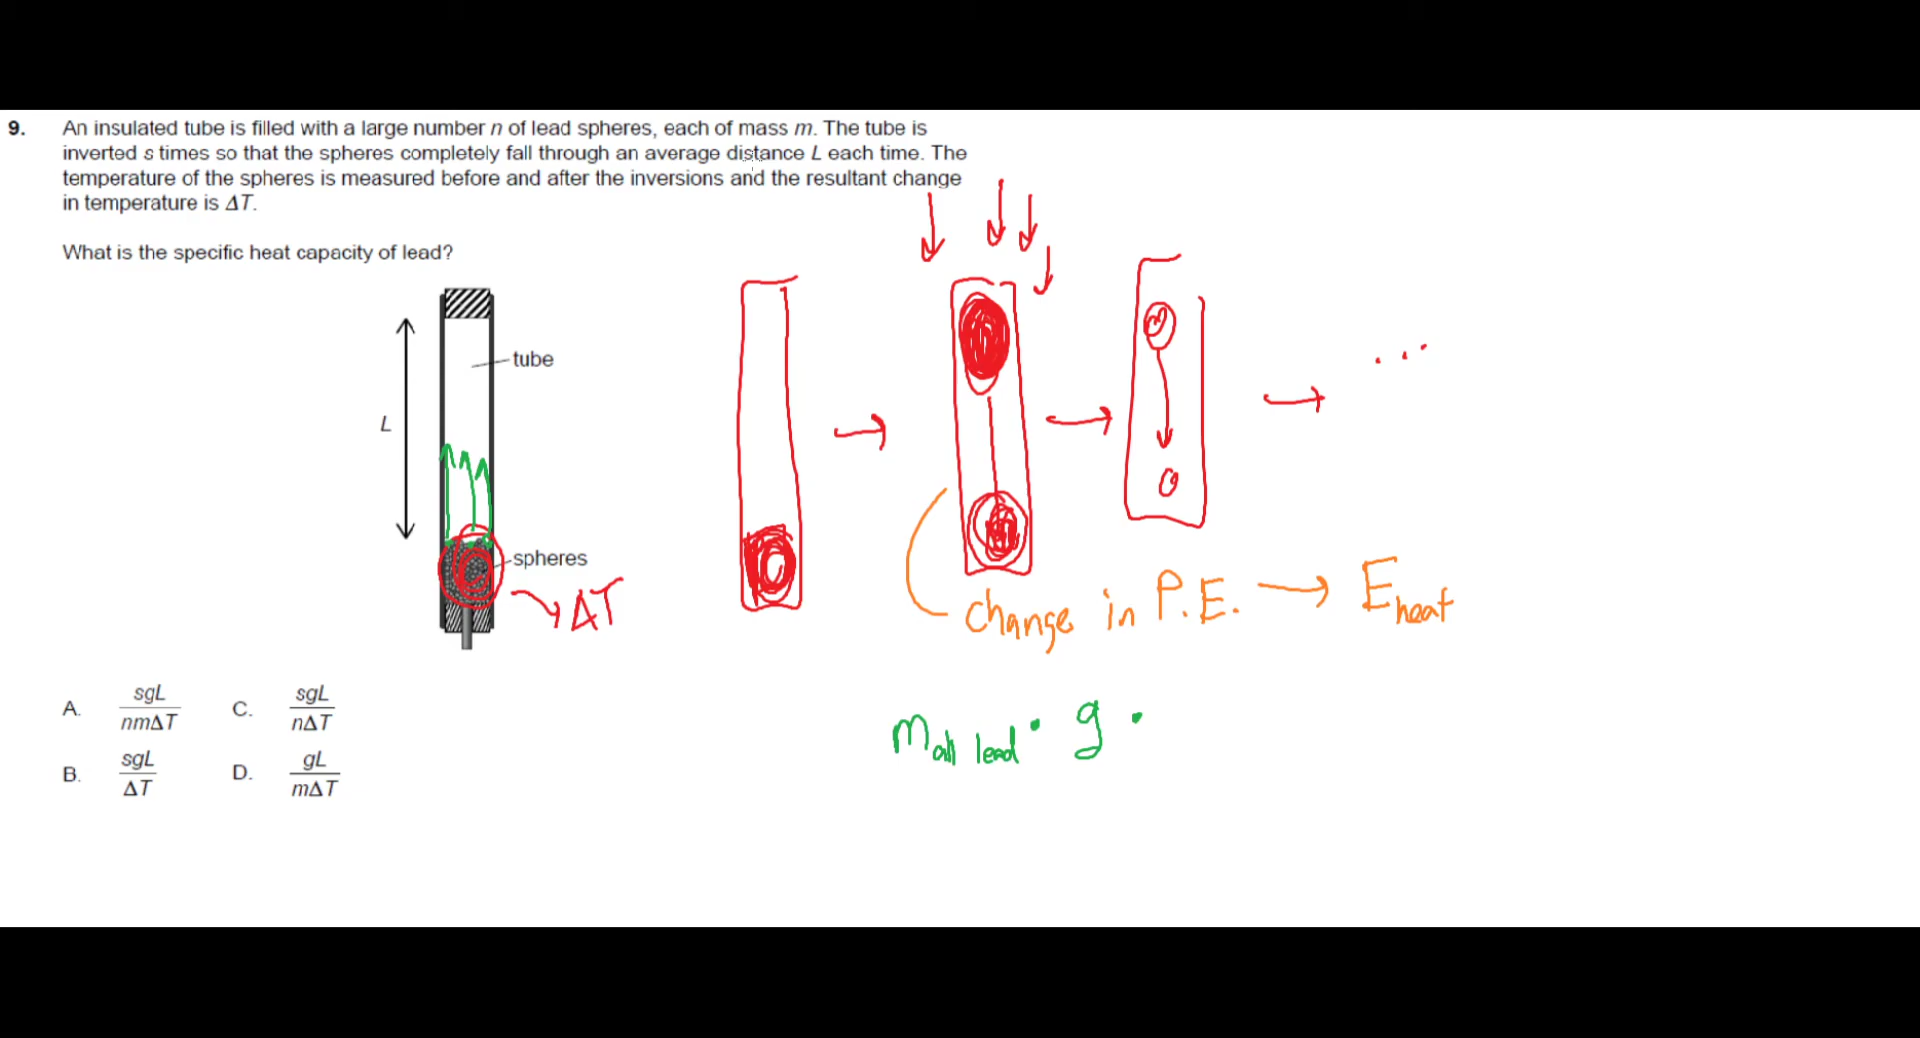 9. An insulated tube is filled with a large number n of lead spheres, each of mass m. The tube is
inverted s times so that the spheres completely fall through an average distance L each time. The
temperature of the spheres is measured before and after the inversions and the resultant change
in temperature is ΔT.
What is the specific heat capacity of lead?
tube
L
spheres
ΔT
change in P.E. → E heat
m all lead · g ·
A. sgL / nmΔT
C. sgL / nΔT
B. sgL / ΔT
D. gL / mΔT